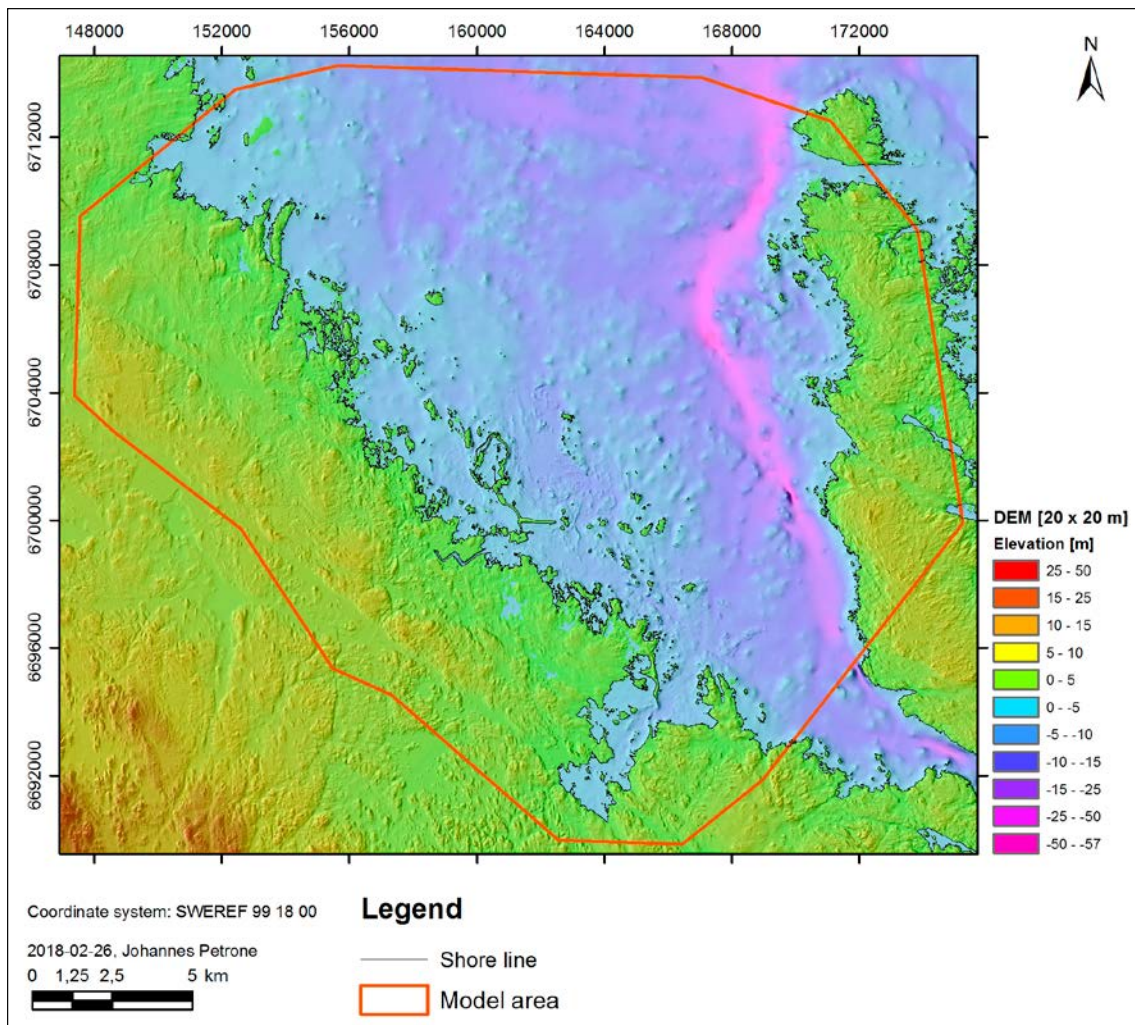 148000 152000 156000 160000 164000 168000 172000
N
6712000
6708000
6704000
6700000
6696000
6692000
DEM [20 x 20 m]
Elevation [m]
25 - 50
15 - 25
10 - 15
5 - 10
0 - 5
0 - -5
-5 - -10
-10 - -15
-15 - -25
-25 - -50
-50 - -57
Coordinate system: SWEREF 99 18 00
2018-02-26, Johannes Petrone
0 1,25 2,5 5 km
Legend
Shore line
Model area